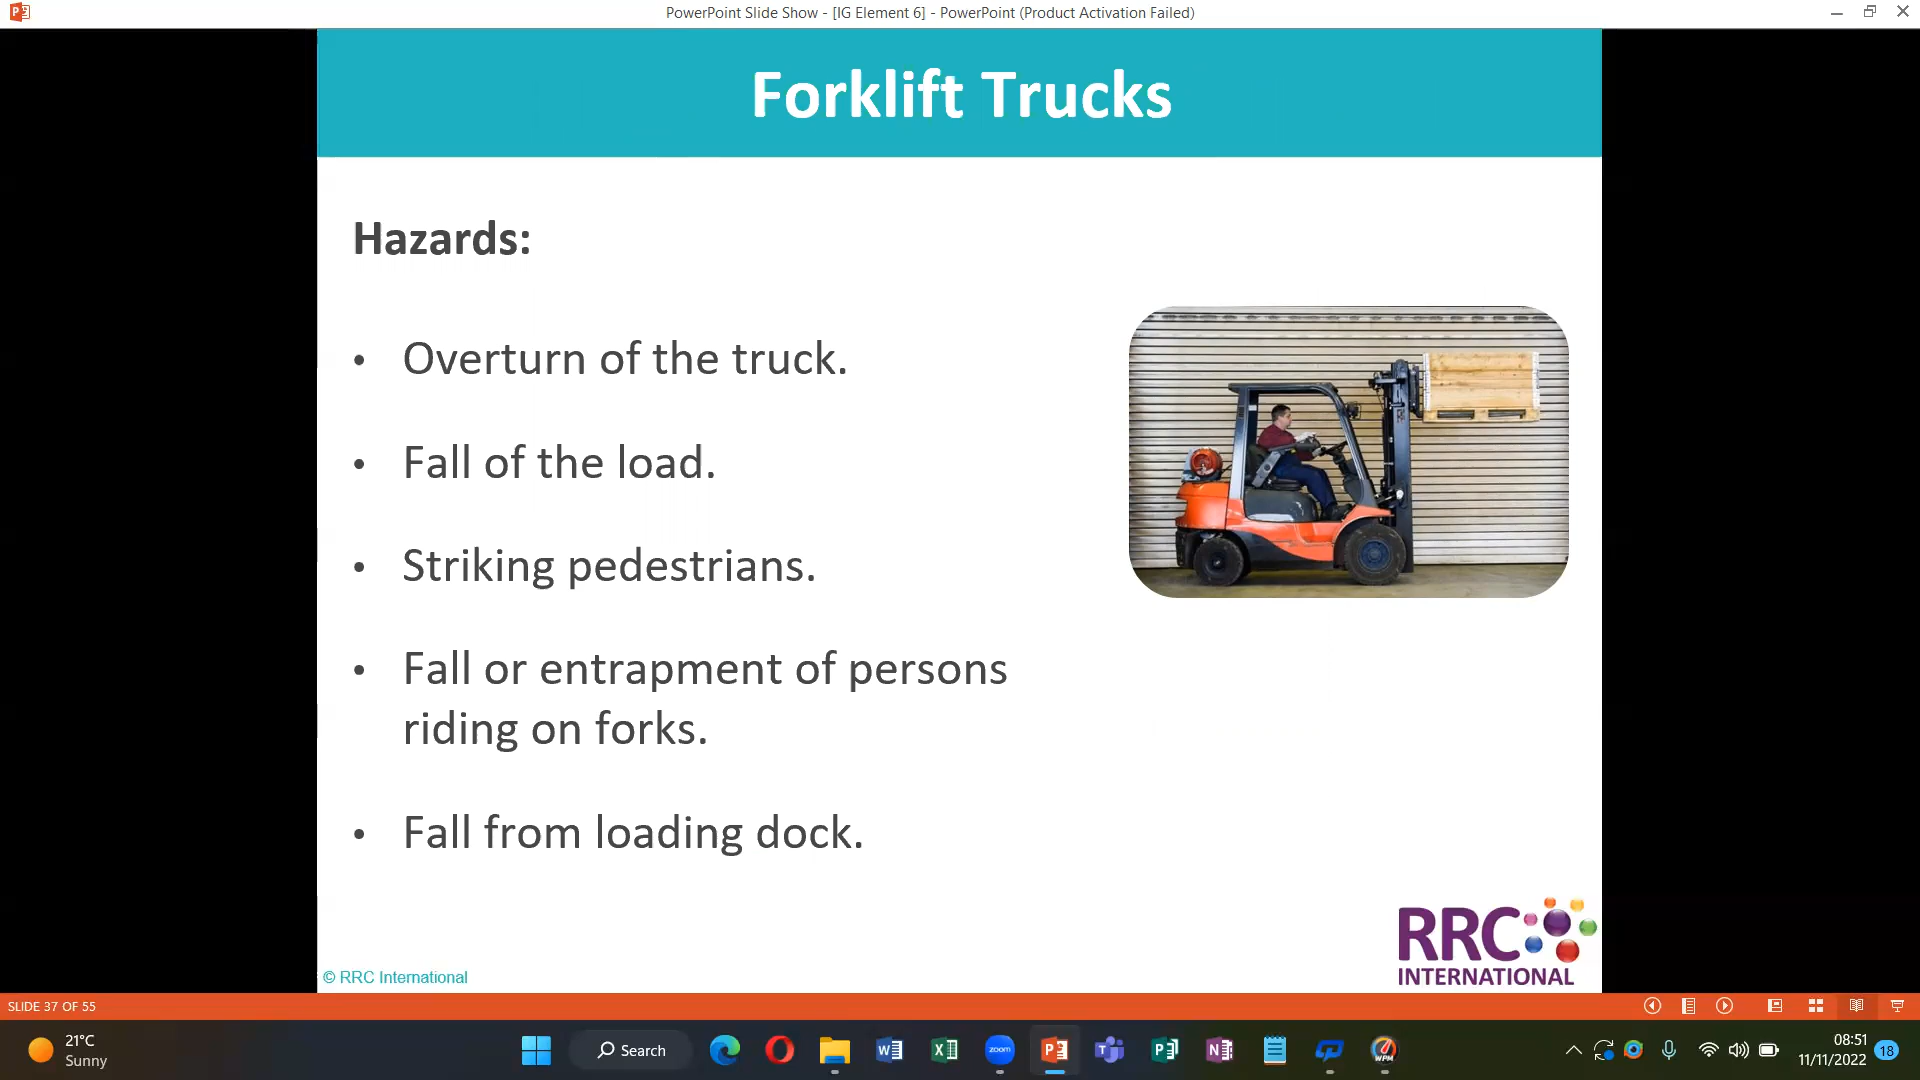 PowerPoint Slide Show - [IG Element 6] - PowerPoint (Product Activation Failed)
Forklift Trucks
Hazards:
• Overturn of the truck.
• Fall of the load.
• Striking pedestrians.
• Fall or entrapment of persons
riding on forks.
• Fall from loading dock.
RRC
INTERNATIONAL
© RRC International
SLIDE 37 OF 55
21°C
Sunny
Search
zoom
WPM
08:51
11/11/2022
18